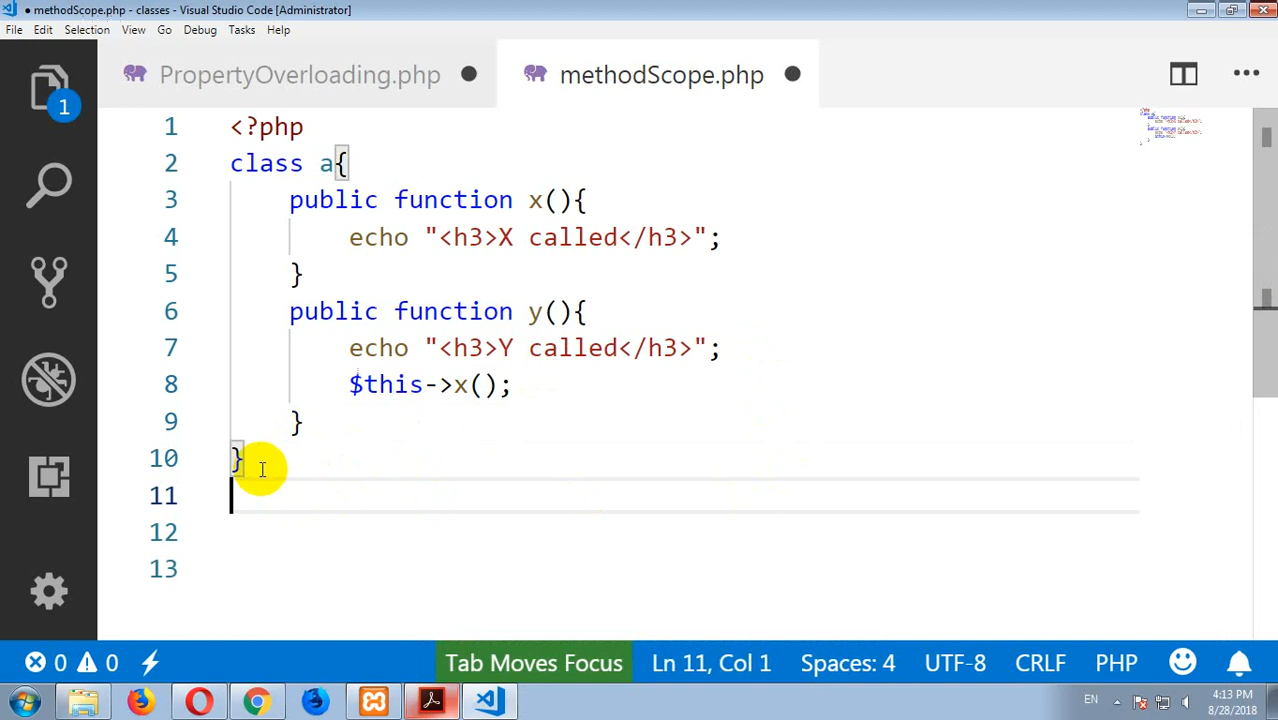 ● methodScope.php - classes - Visual Studio Code [Administrator]
File Edit Selection View Go Debug Tasks Help
PropertyOverloading.php ● methodScope.php ●
1
1 <?php
2 class a{
3     public function x(){
4         echo "<h3>X called</h3>";
5     }
6     public function y(){
7         echo "<h3>Y called</h3>";
8         $this->x();
9     }
10 }
11
12
13
0 0 Tab Moves Focus Ln 11, Col 1 Spaces: 4 UTF-8 CRLF PHP
EN 4:13 PM
8/28/2018